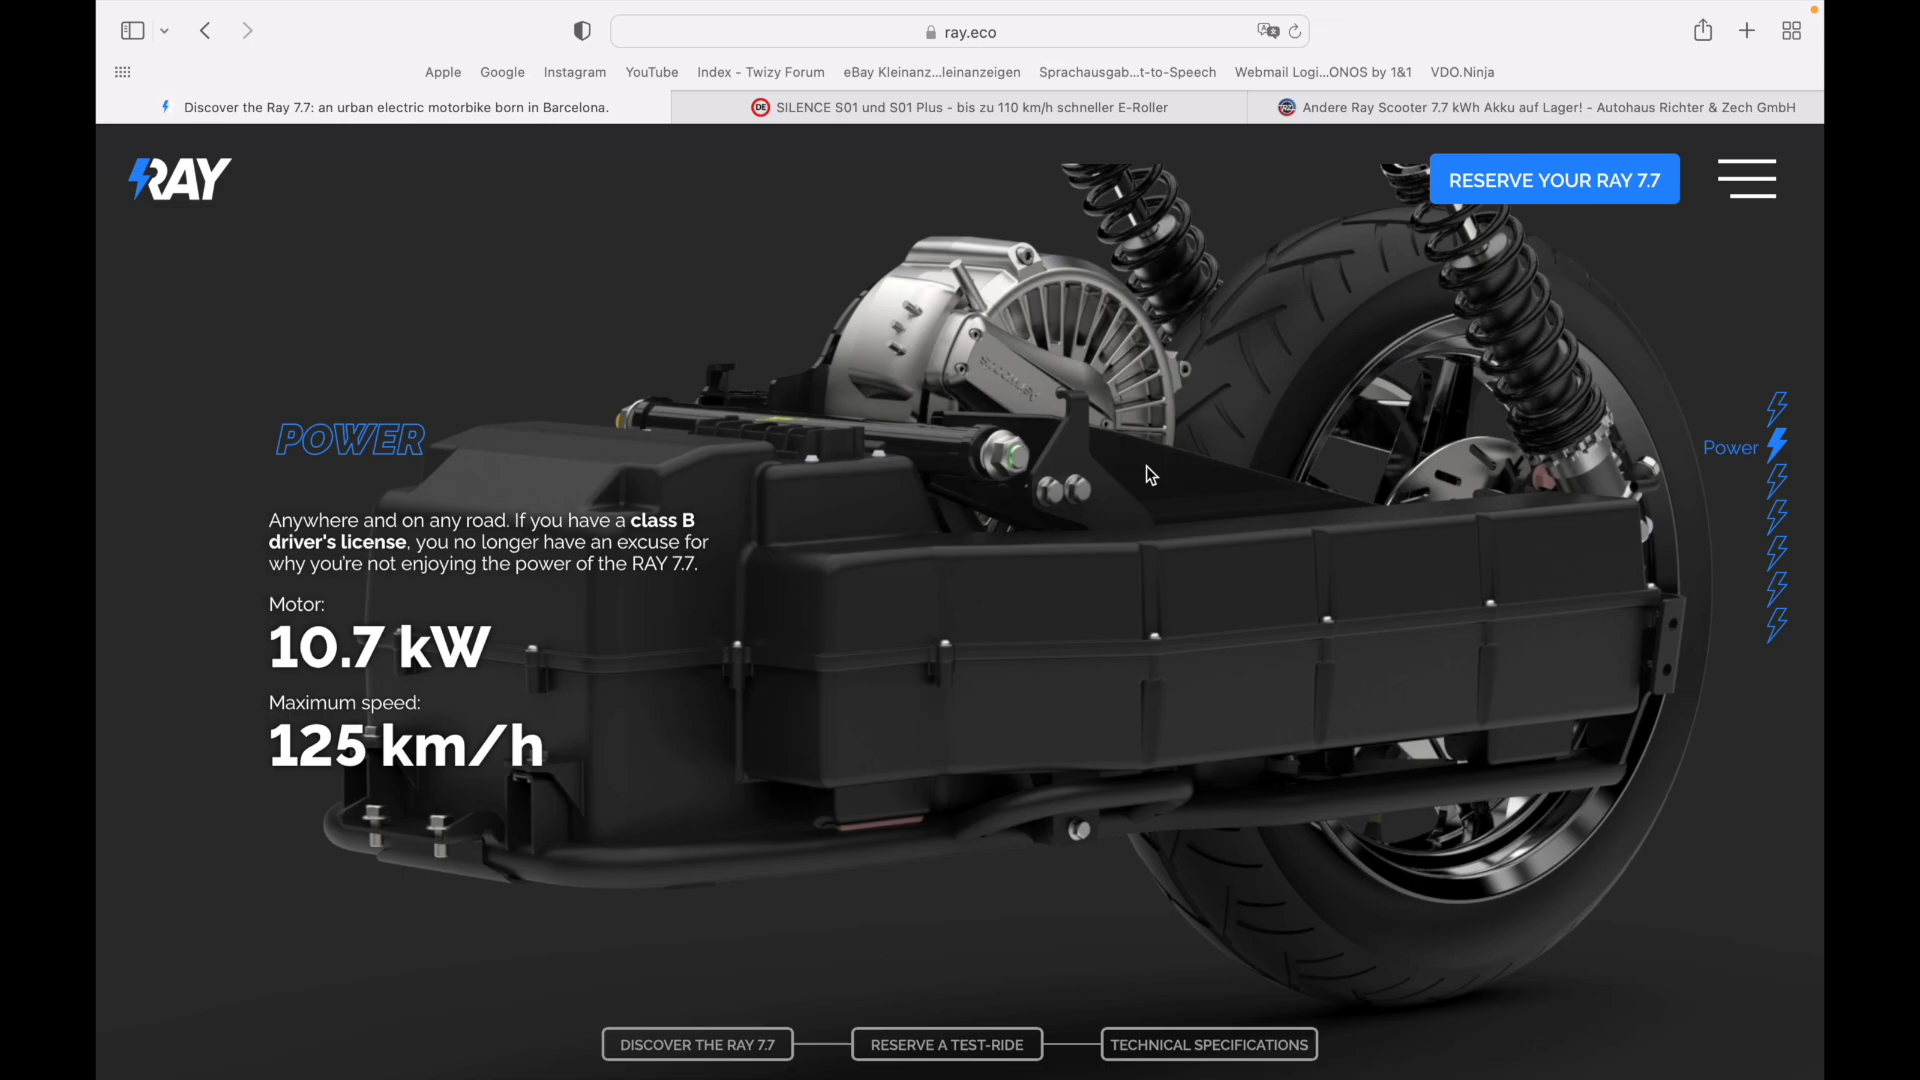 ray.eco
Apple Google Instagram YouTube Index - Twizy Forum eBay Kleinanz...leinanzeigen Sprachausgab...t-to-Speech Webmail Logi...ONOS by 1&1 VDO.Ninja
Discover the Ray 7.7: an urban electric motorbike born in Barcelona.
DE SILENCE S01 und S01 Plus - bis zu 110 km/h schneller E-Roller
Andere Ray Scooter 7.7 kWh Akku auf Lager! - Autohaus Richter & Zech GmbH
RAY
RESERVE YOUR RAY 7.7
POWER
Power
Anywhere and on any road. If you have a class B
driver's license, you no longer have an excuse for
why you're not enjoying the power of the RAY 7.7.
Motor:
10.7 kW
Maximum speed:
125 km/h
DISCOVER THE RAY 7.7
RESERVE A TEST-RIDE
TECHNICAL SPECIFICATIONS